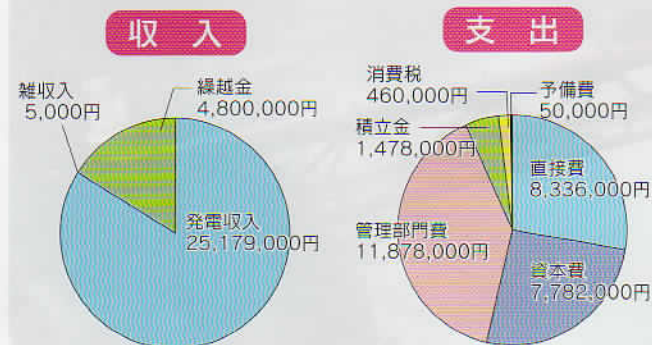 収入
雑収入
5,000円
繰越金
4,800,000円
発電収入
25,179,000円
支出
消費税
460,000円
予備費
50,000円
積立金
1,478,000円
直接費
8,336,000円
管理部門費
11,878,000円
資本費
7,782,000円